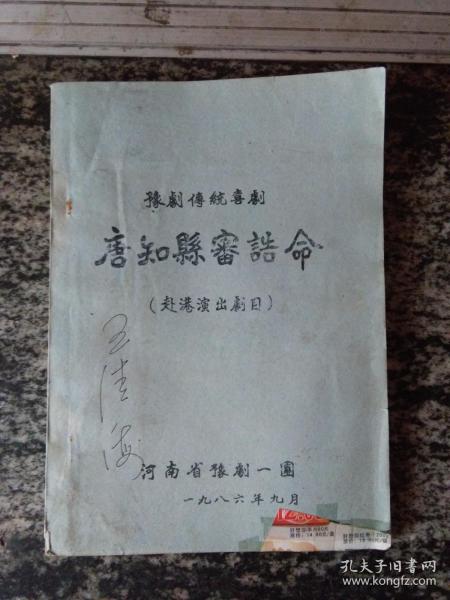 豫劇傳統喜劇
唐知縣審誥命
(赴港演出劇目)
河南省豫劇一團
一九八六年九月
孔夫子旧书网
www.kongfz.com